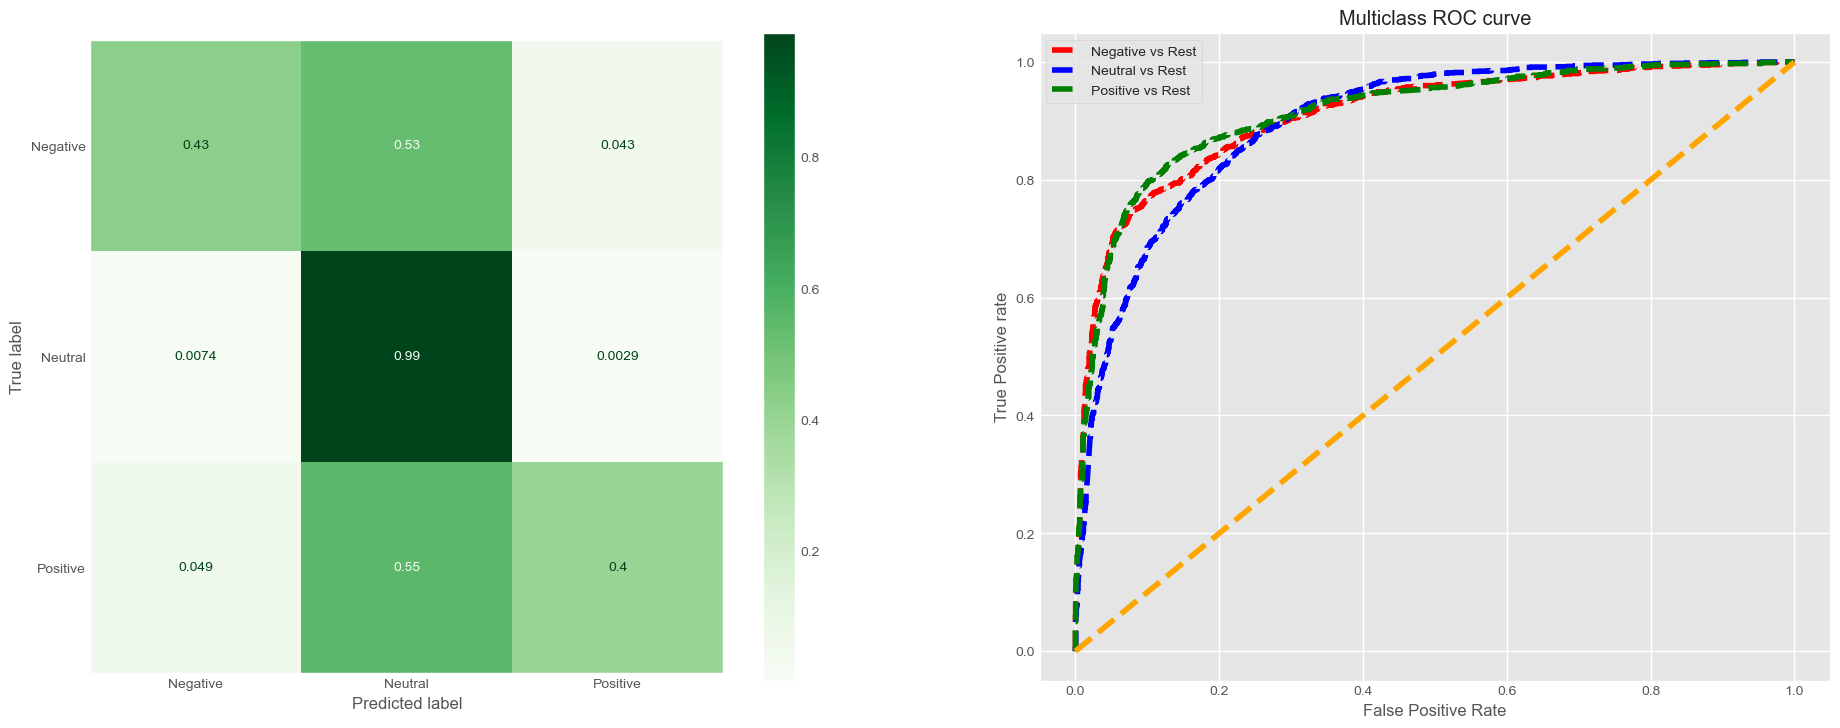 Negative
Neutral
Positive
True label
0.43 0.53 0.043
0.0074 0.99 0.0029
0.049 0.55 0.4
Negative Neutral Positive
Predicted label
0.8
0.6
0.4
0.2
Multiclass ROC curve
Negative vs Rest
Neutral vs Rest
Positive vs Rest
True Positive rate
1.0
0.8
0.6
0.4
0.2
0.0
0.0 0.2 0.4 0.6 0.8 1.0
False Positive Rate